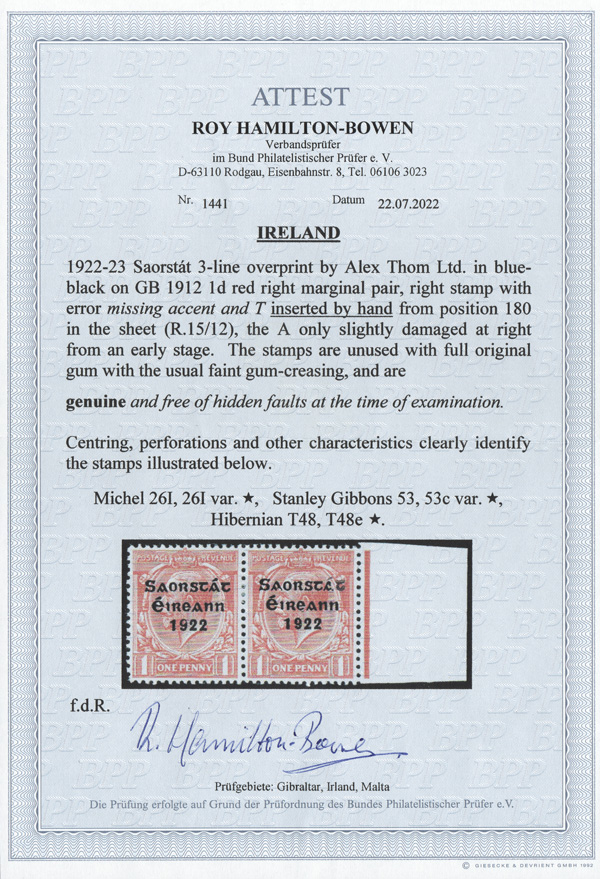 ATTEST
ROY HAMILTON-BOWEN
Verbandsprüfer
im Bund Philatelistischer Prüfer e. V.
D-63110 Rodgau, Eisenbahnstr. 8, Tel. 06106 3023
Nr. 1441 Datum 22.07.2022
IRELAND
1922-23 Saorstát 3-line overprint by Alex Thom Ltd. in blue-
black on GB 1912 1d red right marginal pair, right stamp with
error missing accent and T inserted by hand from position 180
in the sheet (R.15/12), the A only slightly damaged at right
from an early stage. The stamps are unused with full original
gum with the usual faint gum-creasing, and are
genuine and free of hidden faults at the time of examination.
Centring, perforations and other characteristics clearly identify
the stamps illustrated below.
Michel 26I, 26I var. ★, Stanley Gibbons 53, 53c var. ★,
Hibernian T48, T48e ★.
POSTAGE REVENUE POSTAGE REVENUE
Saorstát Saorstat
Éireann Éireann
1922 1922
1 ONE PENNY 1 1 ONE PENNY 1
f.d.R.
R. Hamilton-Bowen
Prüfgebiete: Gibraltar, Irland, Malta
Die Prüfung erfolgte auf Grund der Prüfordnung des Bundes Philatelistischer Prüfer e.V.
© GIESECKE & DEVRIENT GMBH 1992